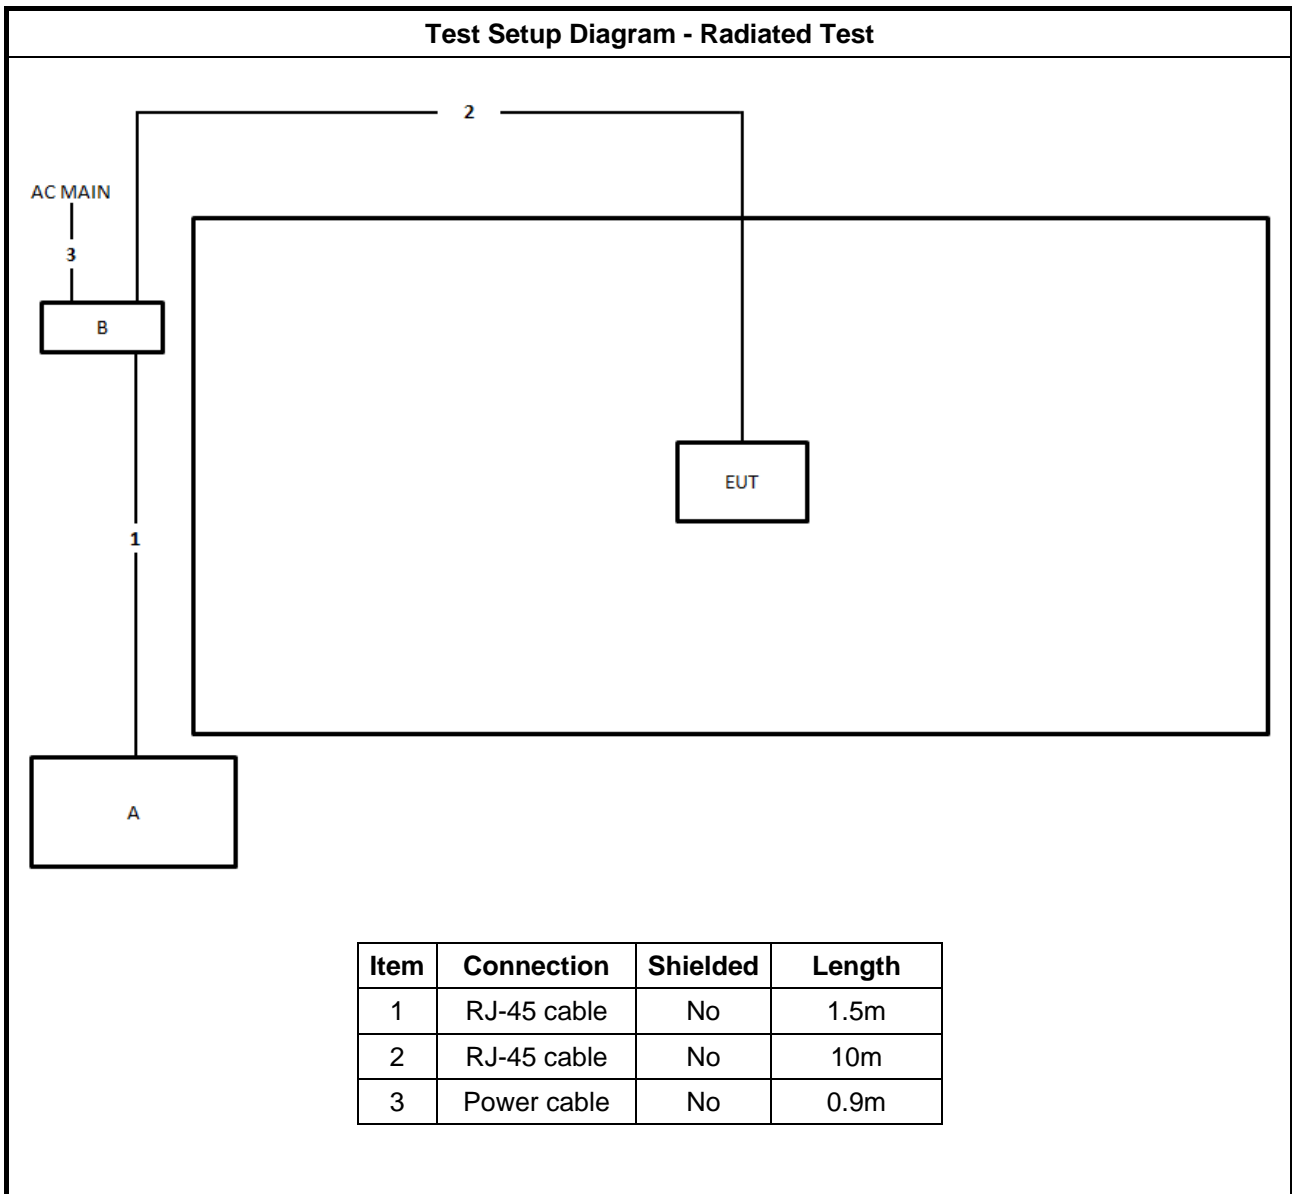 Test Setup Diagram - Radiated Test
2
AC MAIN
3
B
EUT
1
A
Item Connection Shielded Length
1 RJ-45 cable No 1.5m
2 RJ-45 cable No 10m
3 Power cable No 0.9m